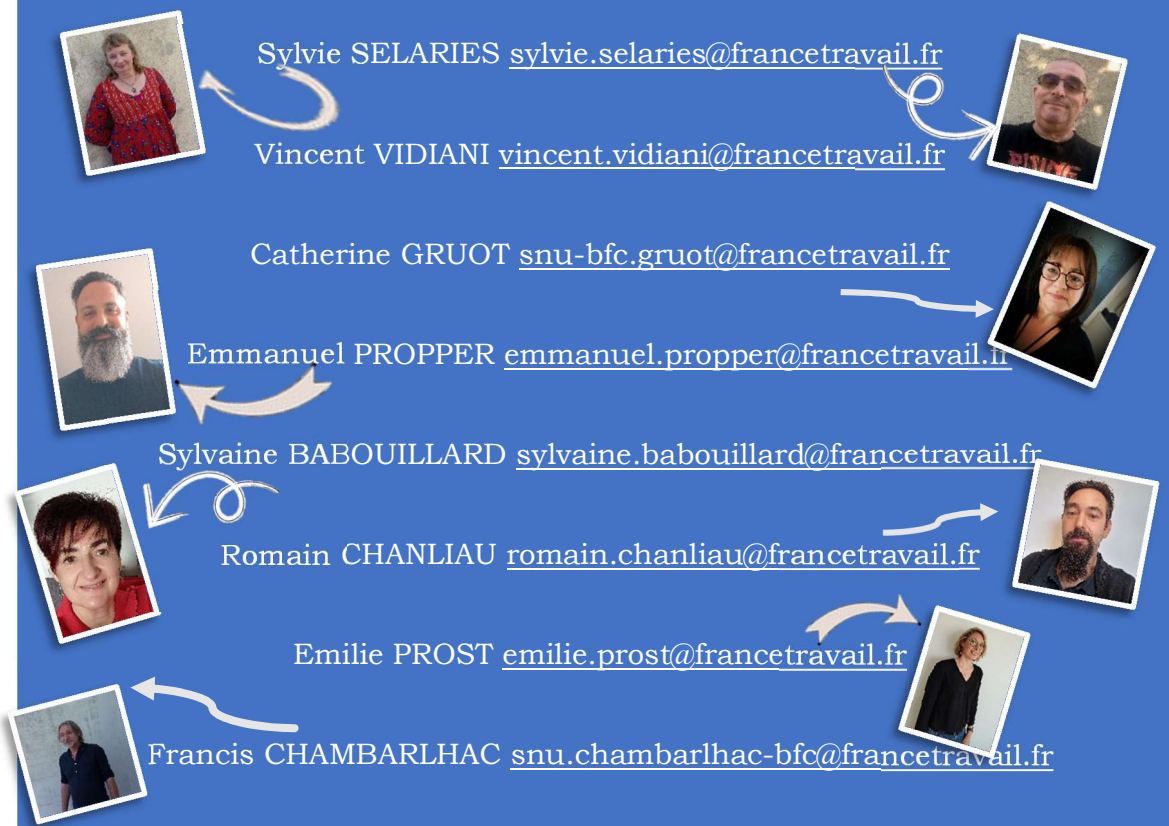 Sylvie SELARIES sylvie.selaries@francetravail.fr
Vincent VIDIANI vincent.vidiani@francetravail.fr
RISING
Catherine GRUOT snu-bfc.gruot@francetravail.fr
Emmanuel PROPPER emmanuel.propper@francetravail.fr
Sylvaine BABOUILLARD sylvaine.babouillard@francetravail.fr
Romain CHANLIAU romain.chanliau@francetravail.fr
Emilie PROST emilie.prost@francetravail.fr
Francis CHAMBARLHAC snu.chambarlhac-bfc@francetravail.fr